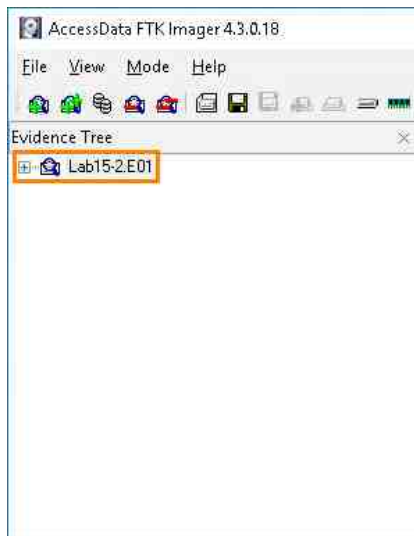 AccessData FTK Imager 4.3.0.18
File View Mode Help
Evidence Tree
Lab15-2.E01